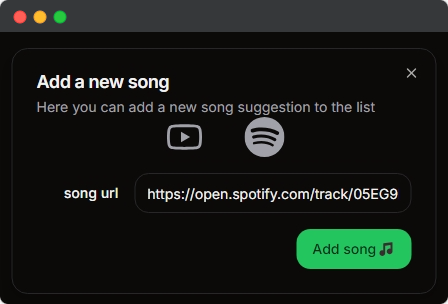 Add a new song
Here you can add a new song suggestion to the list
song url
https://open.spotify.com/track/05EG9
Add song